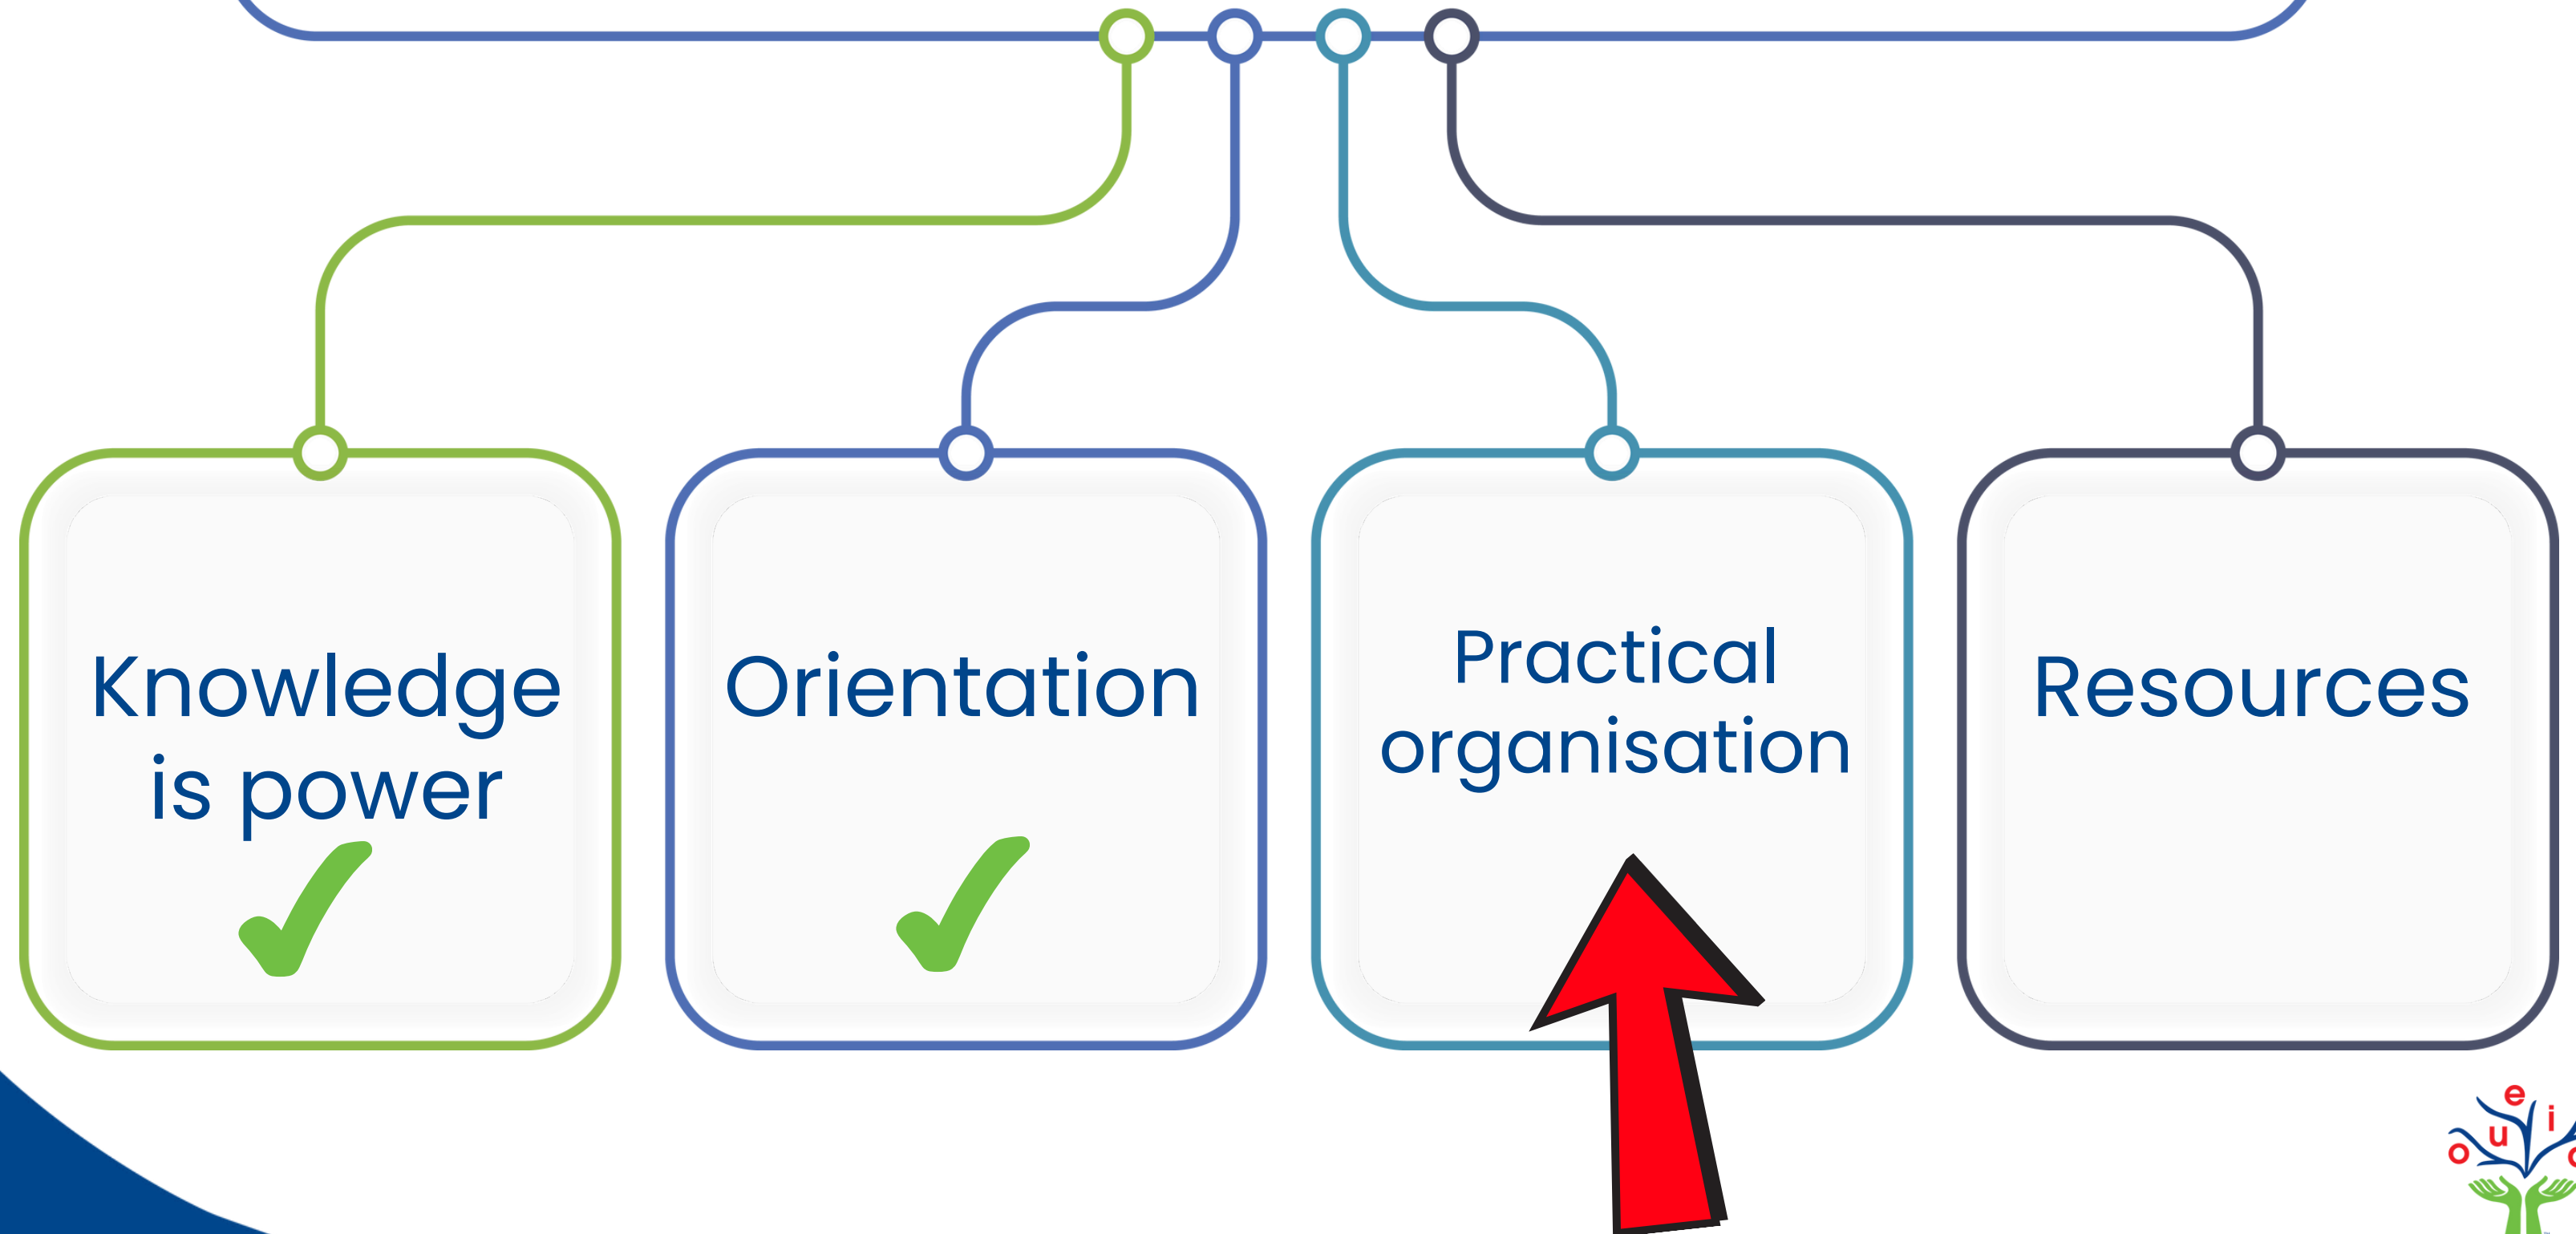 Knowledge
is power
Orientation
Practical
organisation
Resources
o u e i